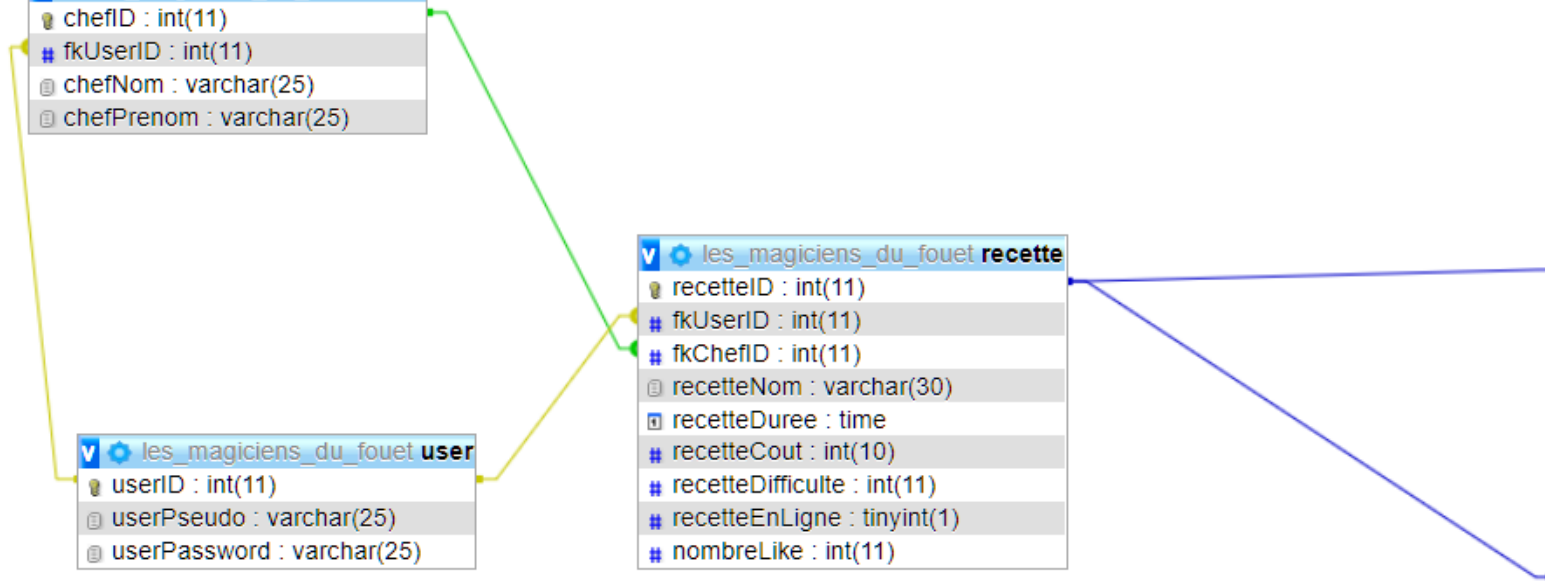 chefID : int(11)
fkUserID : int(11)
chefNom : varchar(25)
chefPrenom : varchar(25)
v les_magiciens_du_fouet recette
recetteID : int(11)
fkUserID : int(11)
fkChefID : int(11)
recetteNom : varchar(30)
recetteDuree : time
recetteCout : int(10)
recetteDifficulte : int(11)
recetteEnLigne : tinyint(1)
nombreLike : int(11)
v les_magiciens_du_fouet user
userID : int(11)
userPseudo : varchar(25)
userPassword : varchar(25)